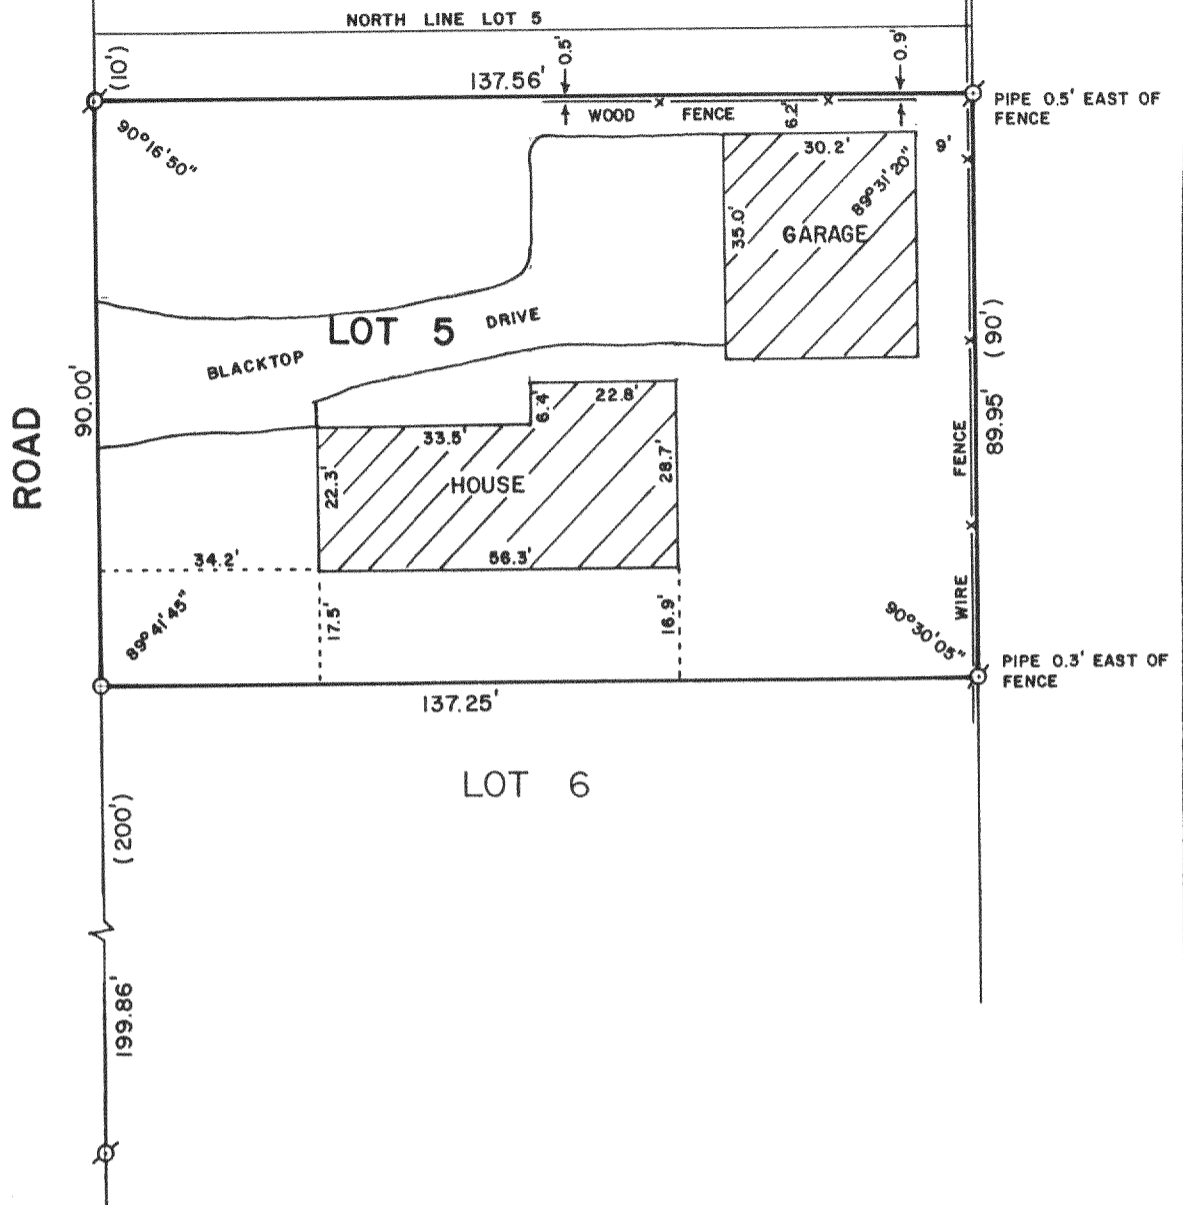 NORTH LINE LOT 5
(10')
137.56'
0.5'
0.9'
WOOD FENCE
6.2'
PIPE 0.5' EAST OF
FENCE
90°16'50"
30.2'
9'
89°31'20"
35.0'
GARAGE
LOT 5
BLACKTOP DRIVE
(90')
89.95'
90.00'
ROAD
6.4'
22.8'
33.5'
22.3'
HOUSE
28.7'
56.3'
34.2'
WIRE FENCE
89°41'45"
17.5'
16.9'
90°30'05"
PIPE 0.3' EAST OF
FENCE
137.25'
LOT 6
(200')
199.86'